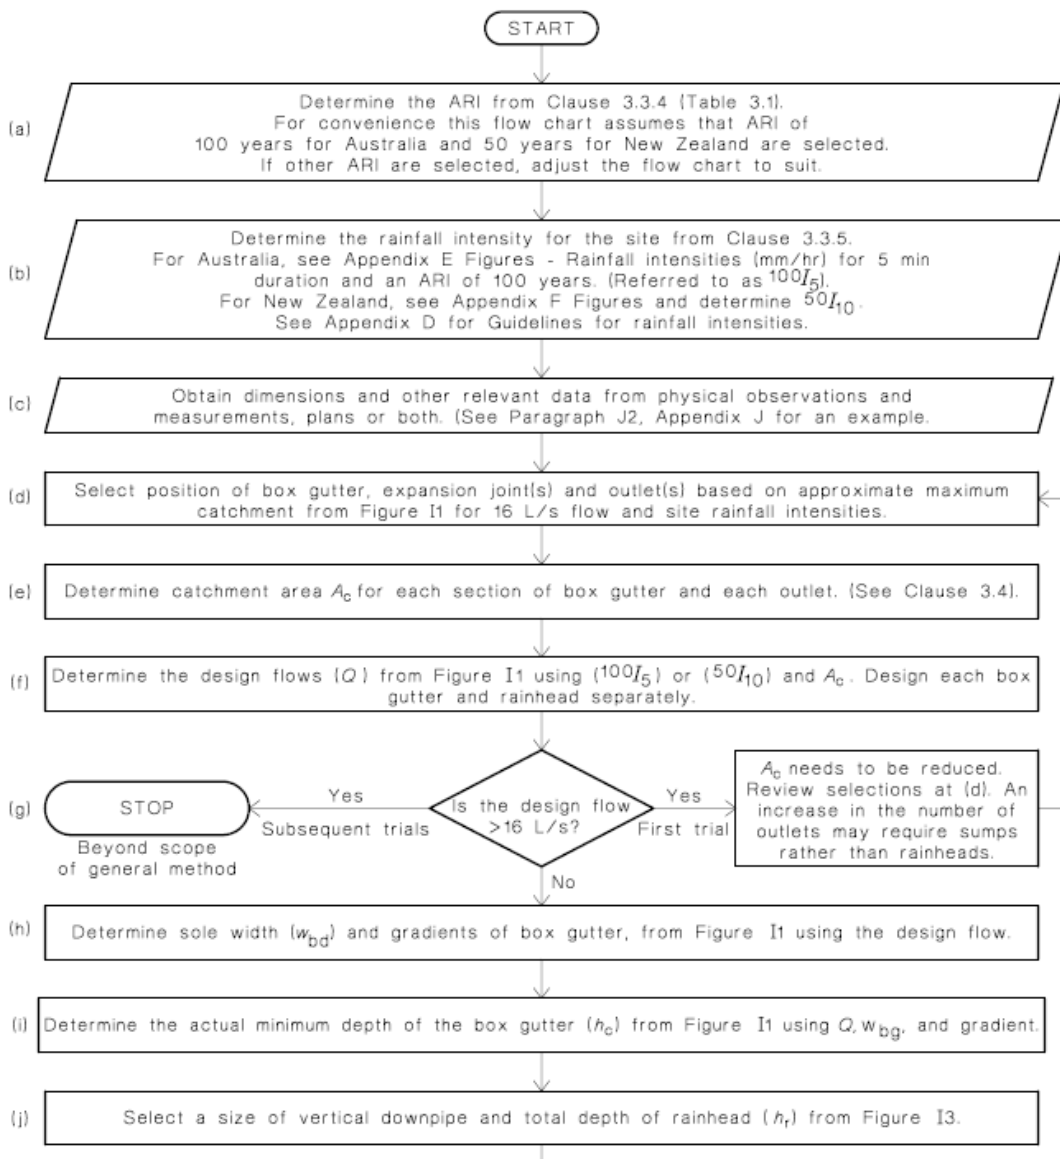 START
(a)
Determine the ARI from Clause 3.3.4 (Table 3.1).
For convenience this flow chart assumes that ARI of
100 years for Australia and 50 years for New Zealand are selected.
If other ARI are selected, adjust the flow chart to suit.
(b)
Determine the rainfall intensity for the site from Clause 3.3.5.
For Australia, see Appendix E Figures - Rainfall intensities (mm/hr) for 5 min
duration and an ARI of 100 years. (Referred to as 100I5).
For New Zealand, see Appendix F Figures and determine 50I10.
See Appendix D for Guidelines for rainfall intensities.
(c)
Obtain dimensions and other relevant data from physical observations and
measurements, plans or both. (See Paragraph J2, Appendix J for an example.
(d)
Select position of box gutter, expansion joint(s) and outlet(s) based on approximate maximum
catchment from Figure I1 for 16 L/s flow and site rainfall intensities.
(e)
Determine catchment area Ac for each section of box gutter and each outlet. (See Clause 3.4).
(f)
Determine the design flows (Q) from Figure I1 using (100I5) or (50I10) and Ac. Design each box
gutter and rainhead separately.
(g)
STOP
Beyond scope
of general method
Yes
Subsequent trials
Is the design flow
>16 L/s?
Yes
First trial
Ac needs to be reduced.
Review selections at (d). An
increase in the number of
outlets may require sumps
rather than rainheads.
No
(h)
Determine sole width (wbd) and gradients of box gutter, from Figure I1 using the design flow.
(i)
Determine the actual minimum depth of the box gutter (hc) from Figure I1 using Q, wbg, and gradient.
(j)
Select a size of vertical downpipe and total depth of rainhead (hr) from Figure I3.